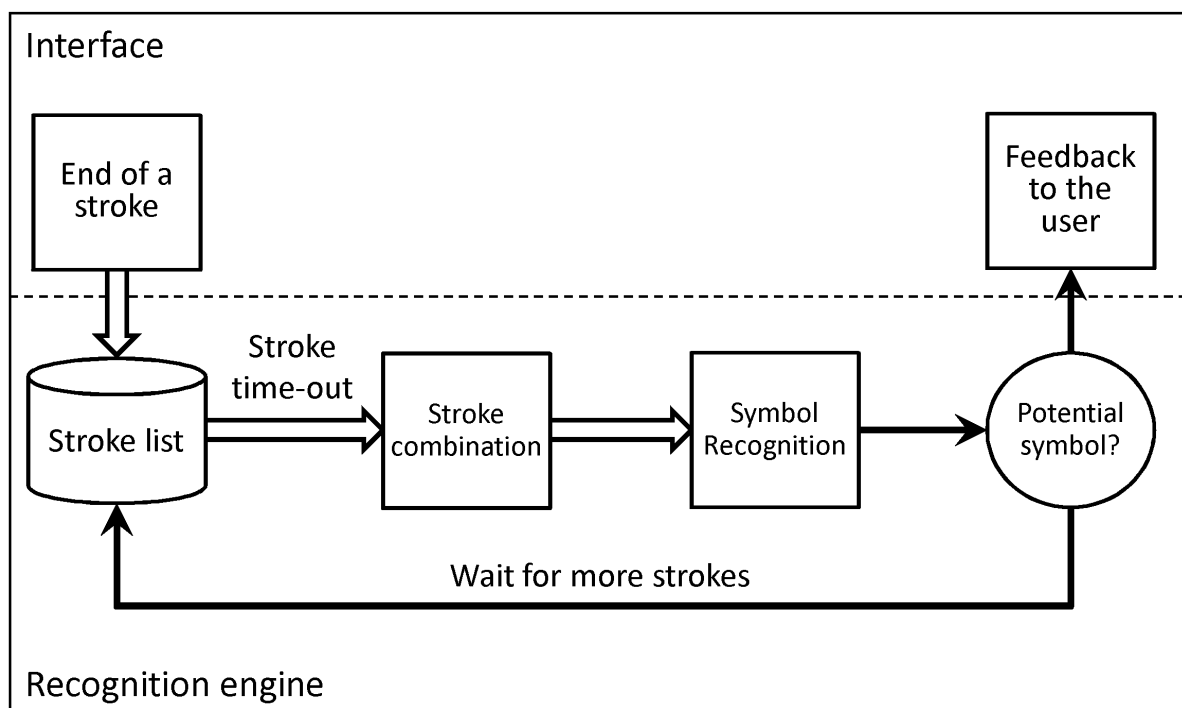 Interface
End of a
stroke
Feedback
to the
user
Stroke
time-out
Stroke list
Stroke
combination
Symbol
Recognition
Potential
symbol?
Wait for more strokes
Recognition engine